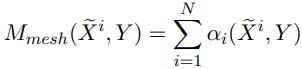 $M_{mesh}(\widetilde{X}^i, Y) = \sum_{i=1}^{N} \alpha_i(\widetilde{X}^i, Y)$